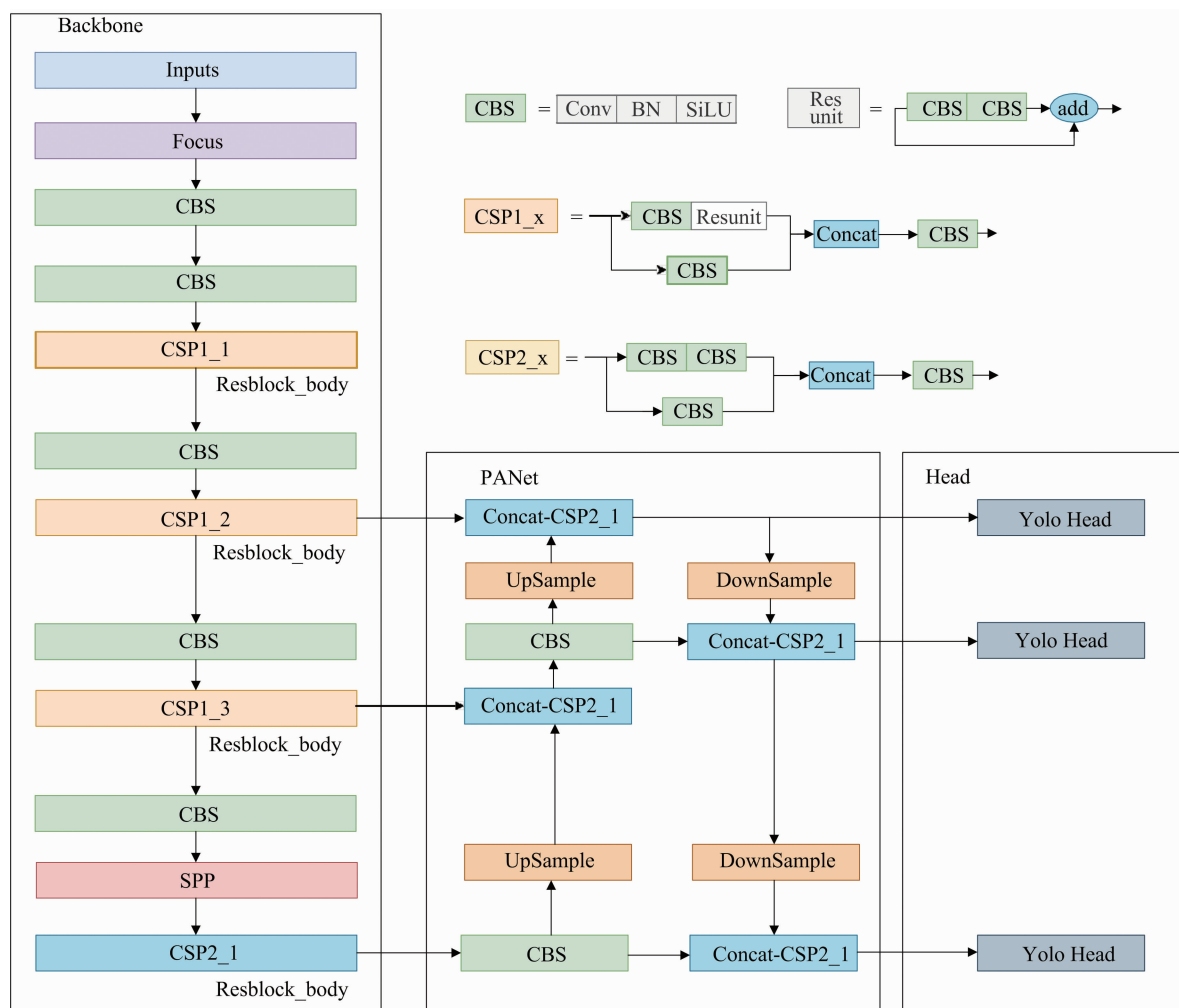 Backbone
Inputs
Focus
CBS
CBS
CSP1_1
Resblock_body
CBS
CSP1_2
Resblock_body
CBS
CSP1_3
Resblock_body
CBS
SPP
CSP2_1
Resblock_body
CBS = Conv BN SiLU
Res
unit
= CBS CBS add
CSP1_x = CBS Resunit
CBS
Concat CBS
CSP2_x = CBS CBS
CBS
Concat CBS
PANet
Concat-CSP2_1
UpSample
CBS
Concat-CSP2_1
UpSample
CBS
DownSample
Concat-CSP2_1
DownSample
Concat-CSP2_1
Head
Yolo Head
Yolo Head
Yolo Head